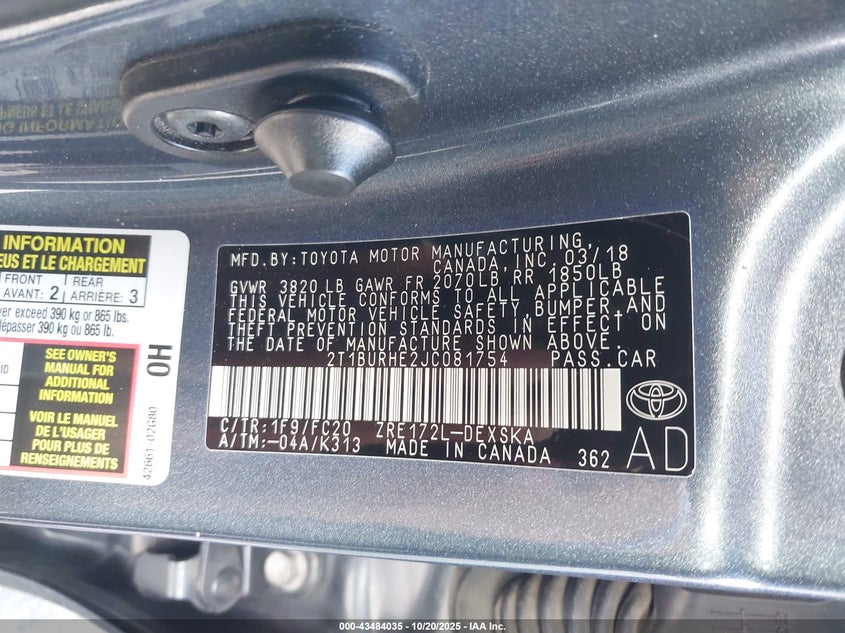 INFORMATION
EUS ET LE CHARGEMENT
FRONT
AVANT: 2
REAR
ARRIÈRE: 3
ver exceed 390 kg or 865 lbs.
dépasser 390 kg ou 865 lb.
SEE OWNER'S
MANUAL FOR
ADDITIONAL
INFORMATION
VOIR LE MANUEL
DE L'USAGER
POUR PLUS DE
RENSEIGNEMENTS
OH
42661-02G80
MFD. BY: TOYOTA MOTOR MANUFACTURING,
CANADA, INC. 03/18
GVWR 3820 LB GAWR FR 2070LB, RR 1850LB
THIS VEHICLE CONFORMS TO ALL APPLICABLE
FEDERAL MOTOR VEHICLE SAFETY, BUMPER, AND
THEFT PREVENTION STANDARDS IN EFFECT ON
THE DATE OF MANUFACTURE SHOWN ABOVE.
2T1BURHE2JC081754 PASS.CAR
C/TR: 1F9/FC20 ZRE172L-DEXSKA
A/TM: -04A/K313 MADE IN CANADA 362
AD
000-43484035 - 10/20/2025 - IAA Inc.